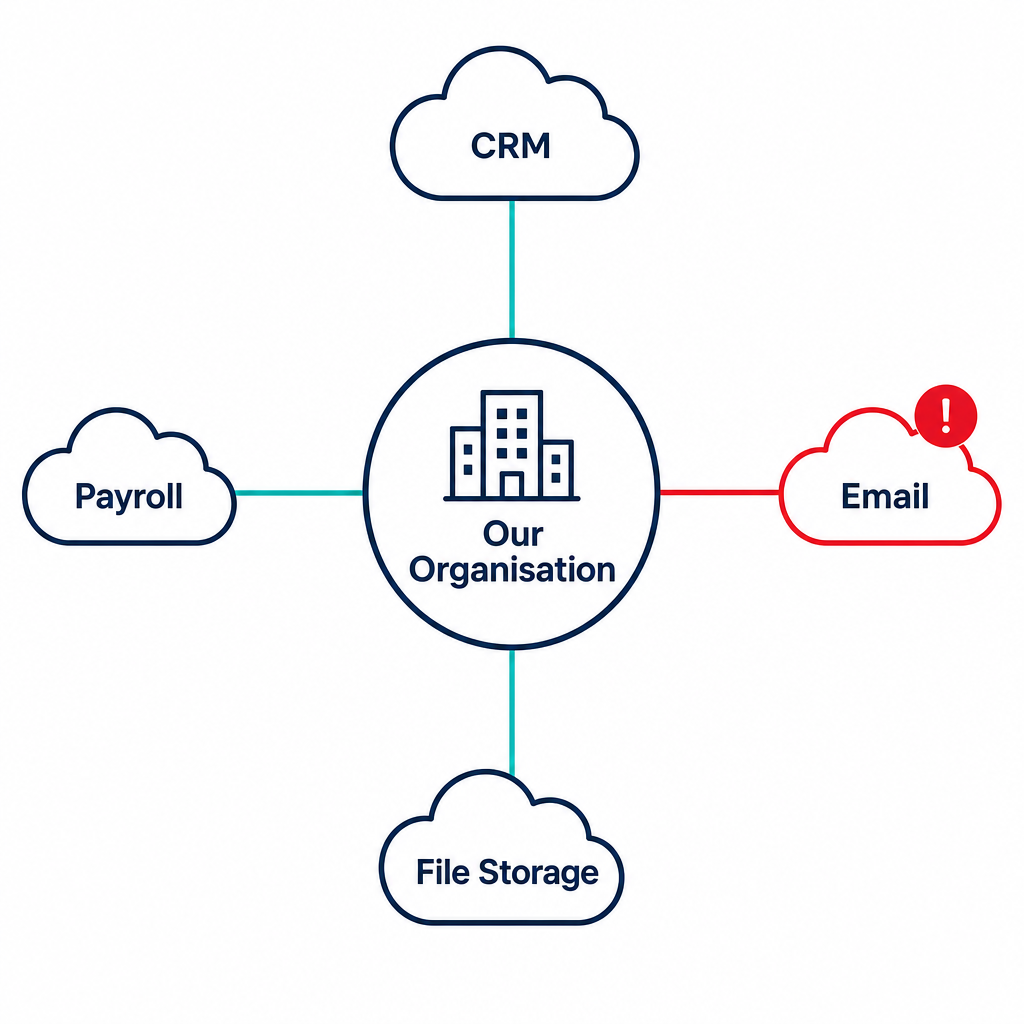 CRM
Payroll
Our
Organisation
Email
!
File Storage